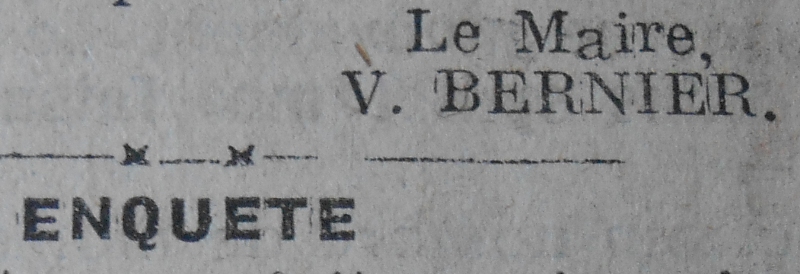 Le Maire,
V. BERNIER.
ENQUETE